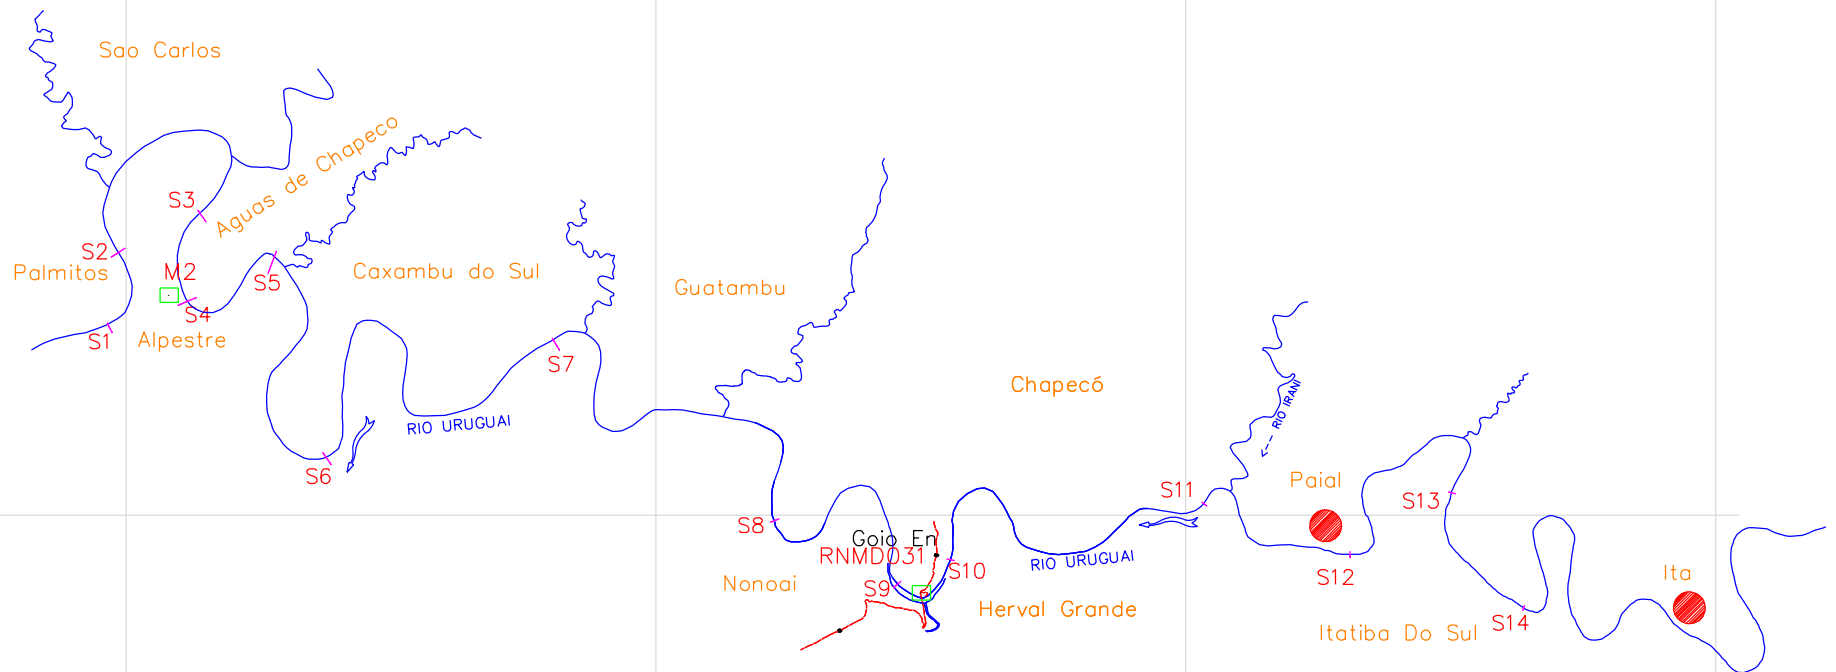 Sao Carlos
Aguas de Chapeco
S3
S2
Palmitos
M2
S5
Caxambu do Sul
Guatambu
S4
S1
Alpestre
S7
Chapecó
RIO IRANI
RIO URUGUAI
S6
Paial
S11
S13
S8
Goio En
RNMD031
RIO URUGUAI
S10
S12
Nonoai
S9
6
Ita
Herval Grande
Itatiba Do Sul
S14